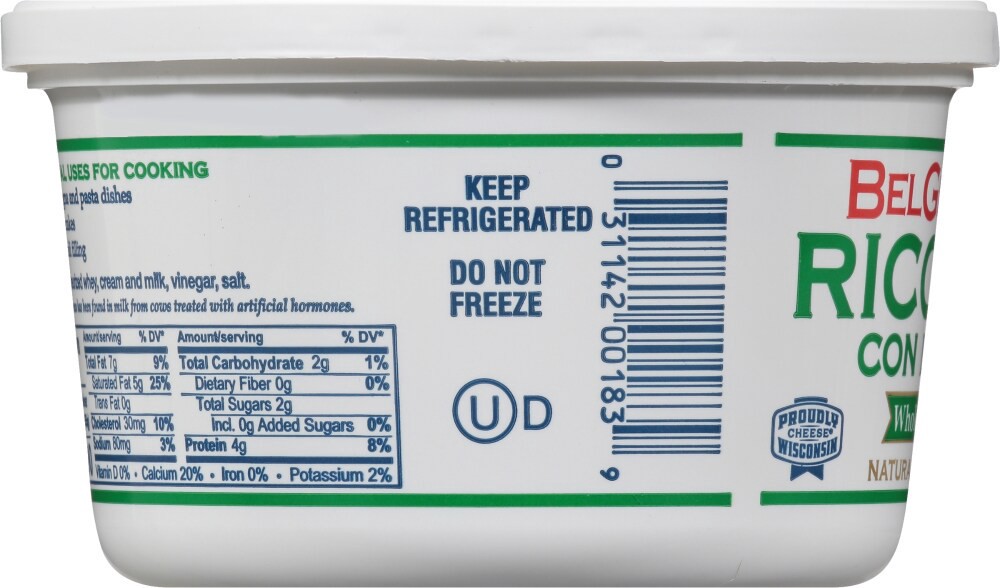 USES FOR COOKING
and pasta dishes
filling
whey, cream and milk, vinegar, salt.
been found in milk from cows treated with artificial hormones.
Amount/serving % DV*
Total Fat 7g 9%
Saturated Fat 5g 25%
Trans Fat 0g
Cholesterol 30mg 10%
Sodium 80mg 3%
Amount/serving % DV*
Total Carbohydrate 2g 1%
Dietary Fiber 0g 0%
Total Sugars 2g
Incl. 0g Added Sugars 0%
Protein 4g 8%
Vitamin D 0% • Calcium 20% • Iron 0% • Potassium 2%
KEEP
REFRIGERATED
DO NOT
FREEZE
U D
0 31142 00183 9
BELG
RICO
CON
PROUDLY
CHEESE
WISCONSIN
Who
NATURA